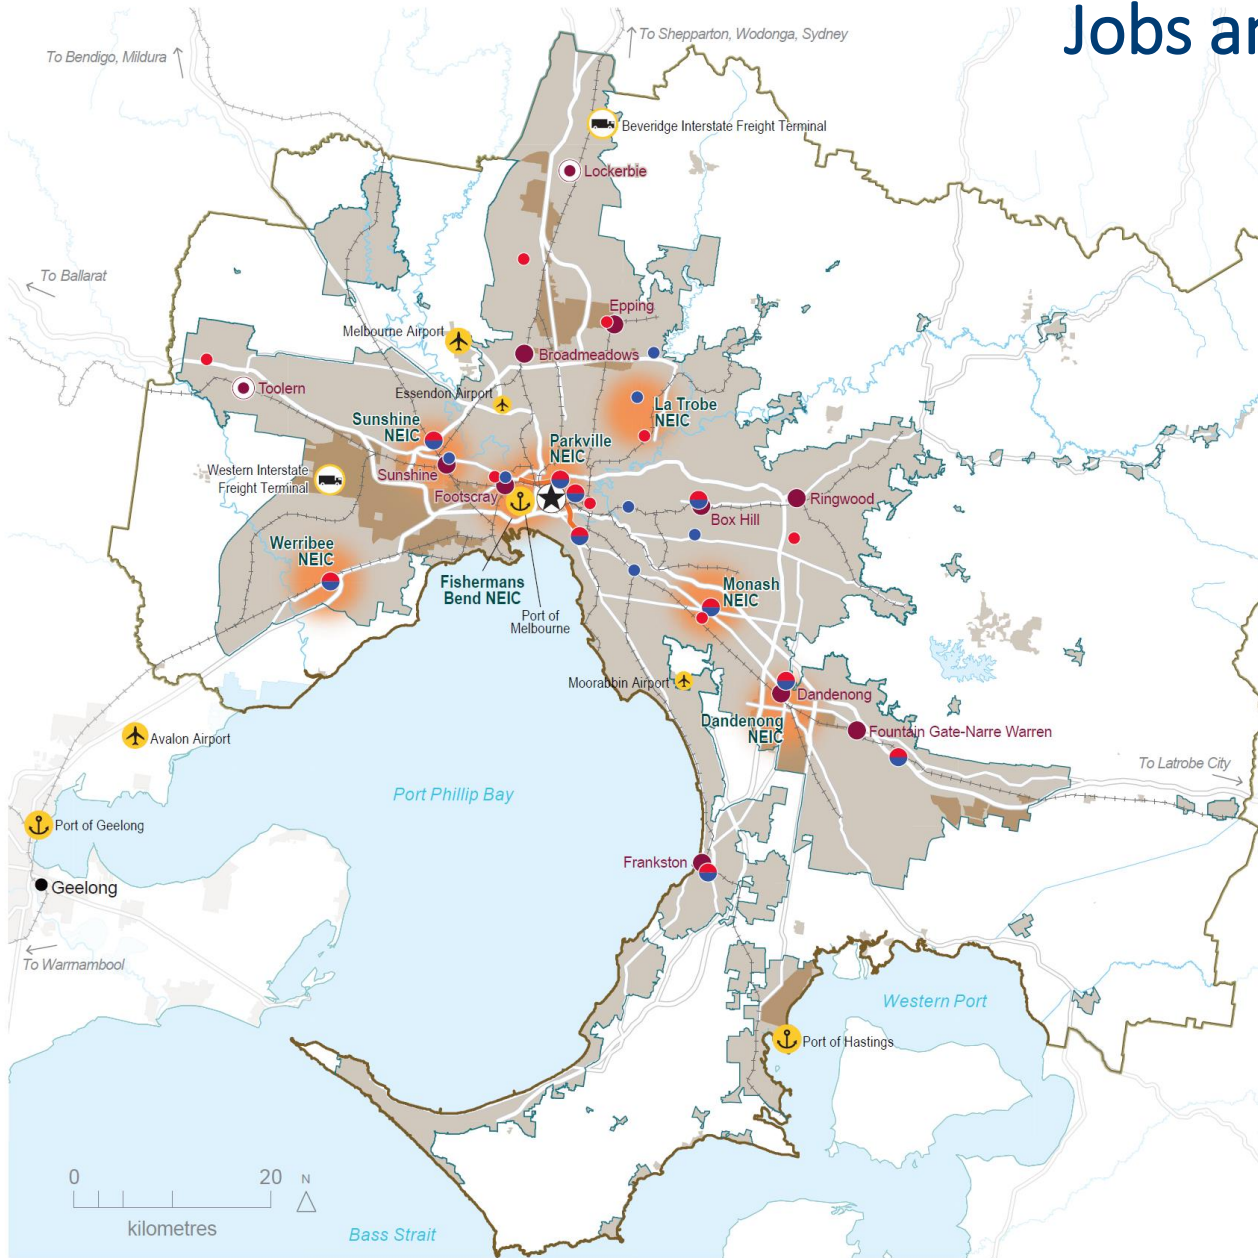 Jobs an
To Shepparton, Wodonga, Sydney
To Bendigo, Mildura
Beveridge Interstate Freight Terminal
Lockerbie
To Ballarat
Epping
Melbourne Airport
Broadmeadows
Toolern
Essendon Airport
La Trobe
NEIC
Sunshine
NEIC
Parkville
NEIC
Western Interstate
Freight Terminal
Sunshine
Footscray
Ringwood
Box Hill
Werribee
NEIC
Fishermans
Bend NEIC
Monash
NEIC
Port of
Melbourne
Moorabbin Airport
Dandenong
Dandenong
NEIC
Fountain Gate-Narre Warren
Avalon Airport
To Latrobe City
Port Phillip Bay
Port of Geelong
Frankston
Geelong
To Warrnambool
Western Port
Port of Hastings
0 20 N
kilometres
Bass Strait